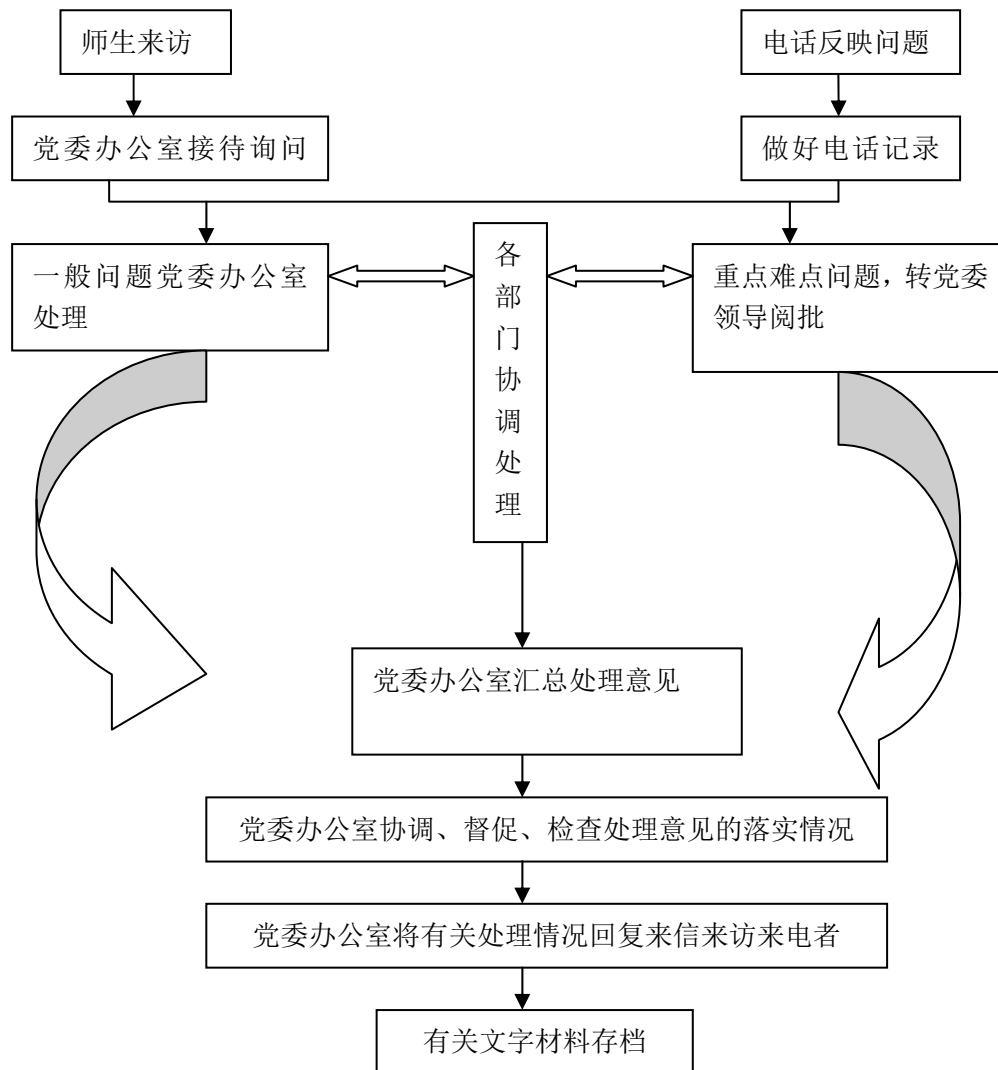 师生来访
电话反映问题
党委办公室接待询问
做好电话记录
一般问题党委办公室
处理
各
部
门
协
调
处
理
重点难点问题，转党委
领导阅批
党委办公室汇总处理意见
党委办公室协调、督促、检查处理意见的落实情况
党委办公室将有关处理情况回复来信来访来电者
有关文字材料存档